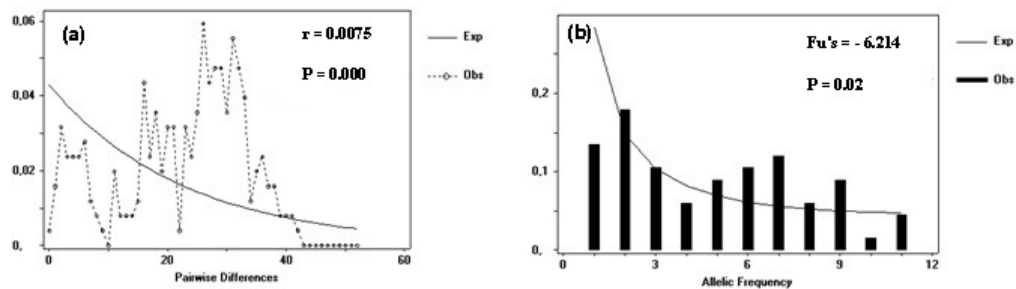 (a)
r = 0.0075
P = 0.000
Exp
Obs
0,06
0,04
0,02
0,
0
20
40
60
Pairwise Differences
(b)
Fu's = - 6.214
P = 0.02
Exp
Obs
0,2
0,1
0,
0
3
6
9
12
Allelic Frequency